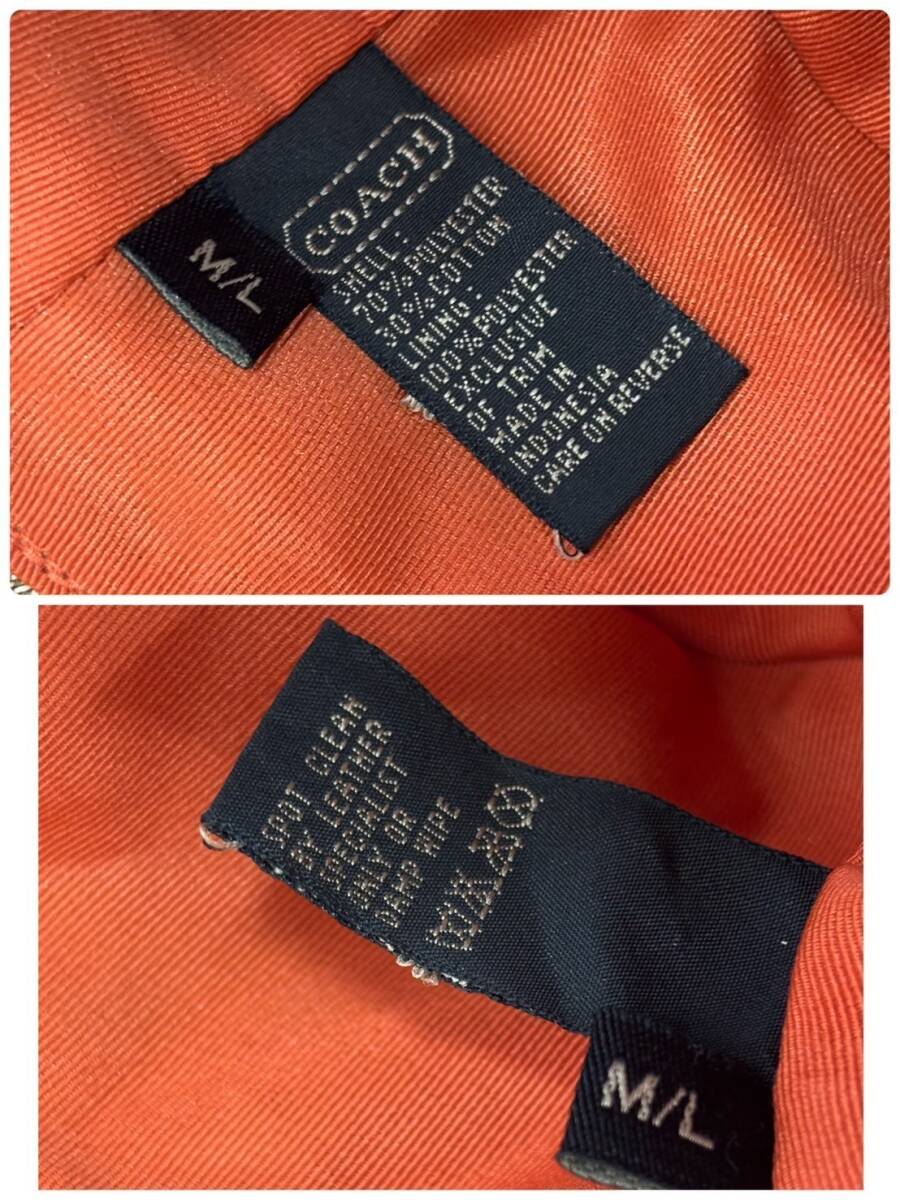 COACH
SHELL:
70% POLYESTER
30% COTTON
LINING:
100% POLYESTER
EXCLUSIVE
OF TRIM
MADE IN
INDONESIA
CARE ON REVERSE
M/L
SPOT CLEAN
BY LEATHER
SPECIALIST
ONLY OR
DAMP WIPE
M/L